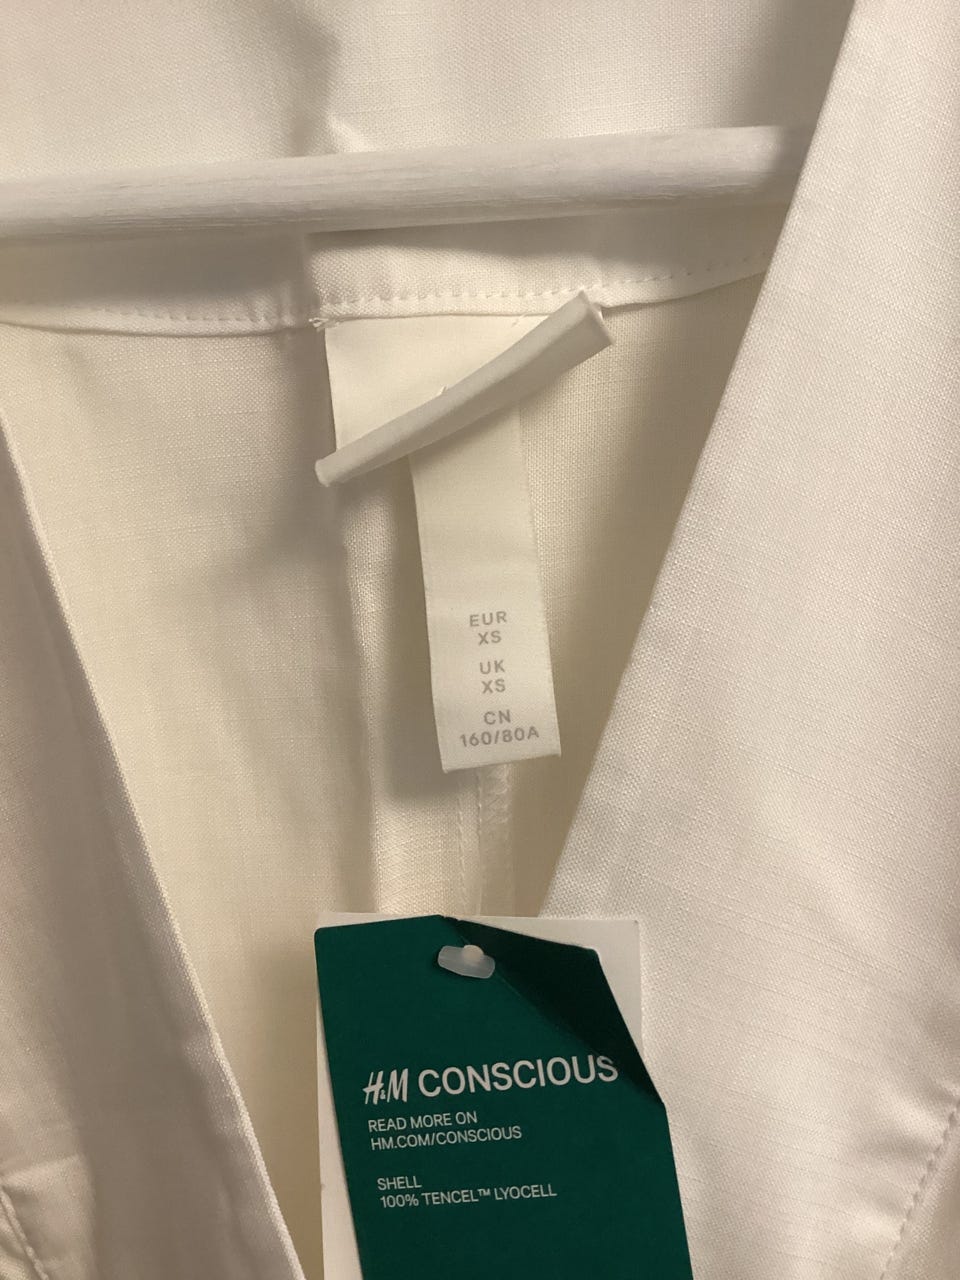 EUR
XS
UK
XS
CN
160/80A
H&M CONSCIOUS
READ MORE ON
HM.COM/CONSCIOUS
SHELL
100% TENCEL™ LYOCELL